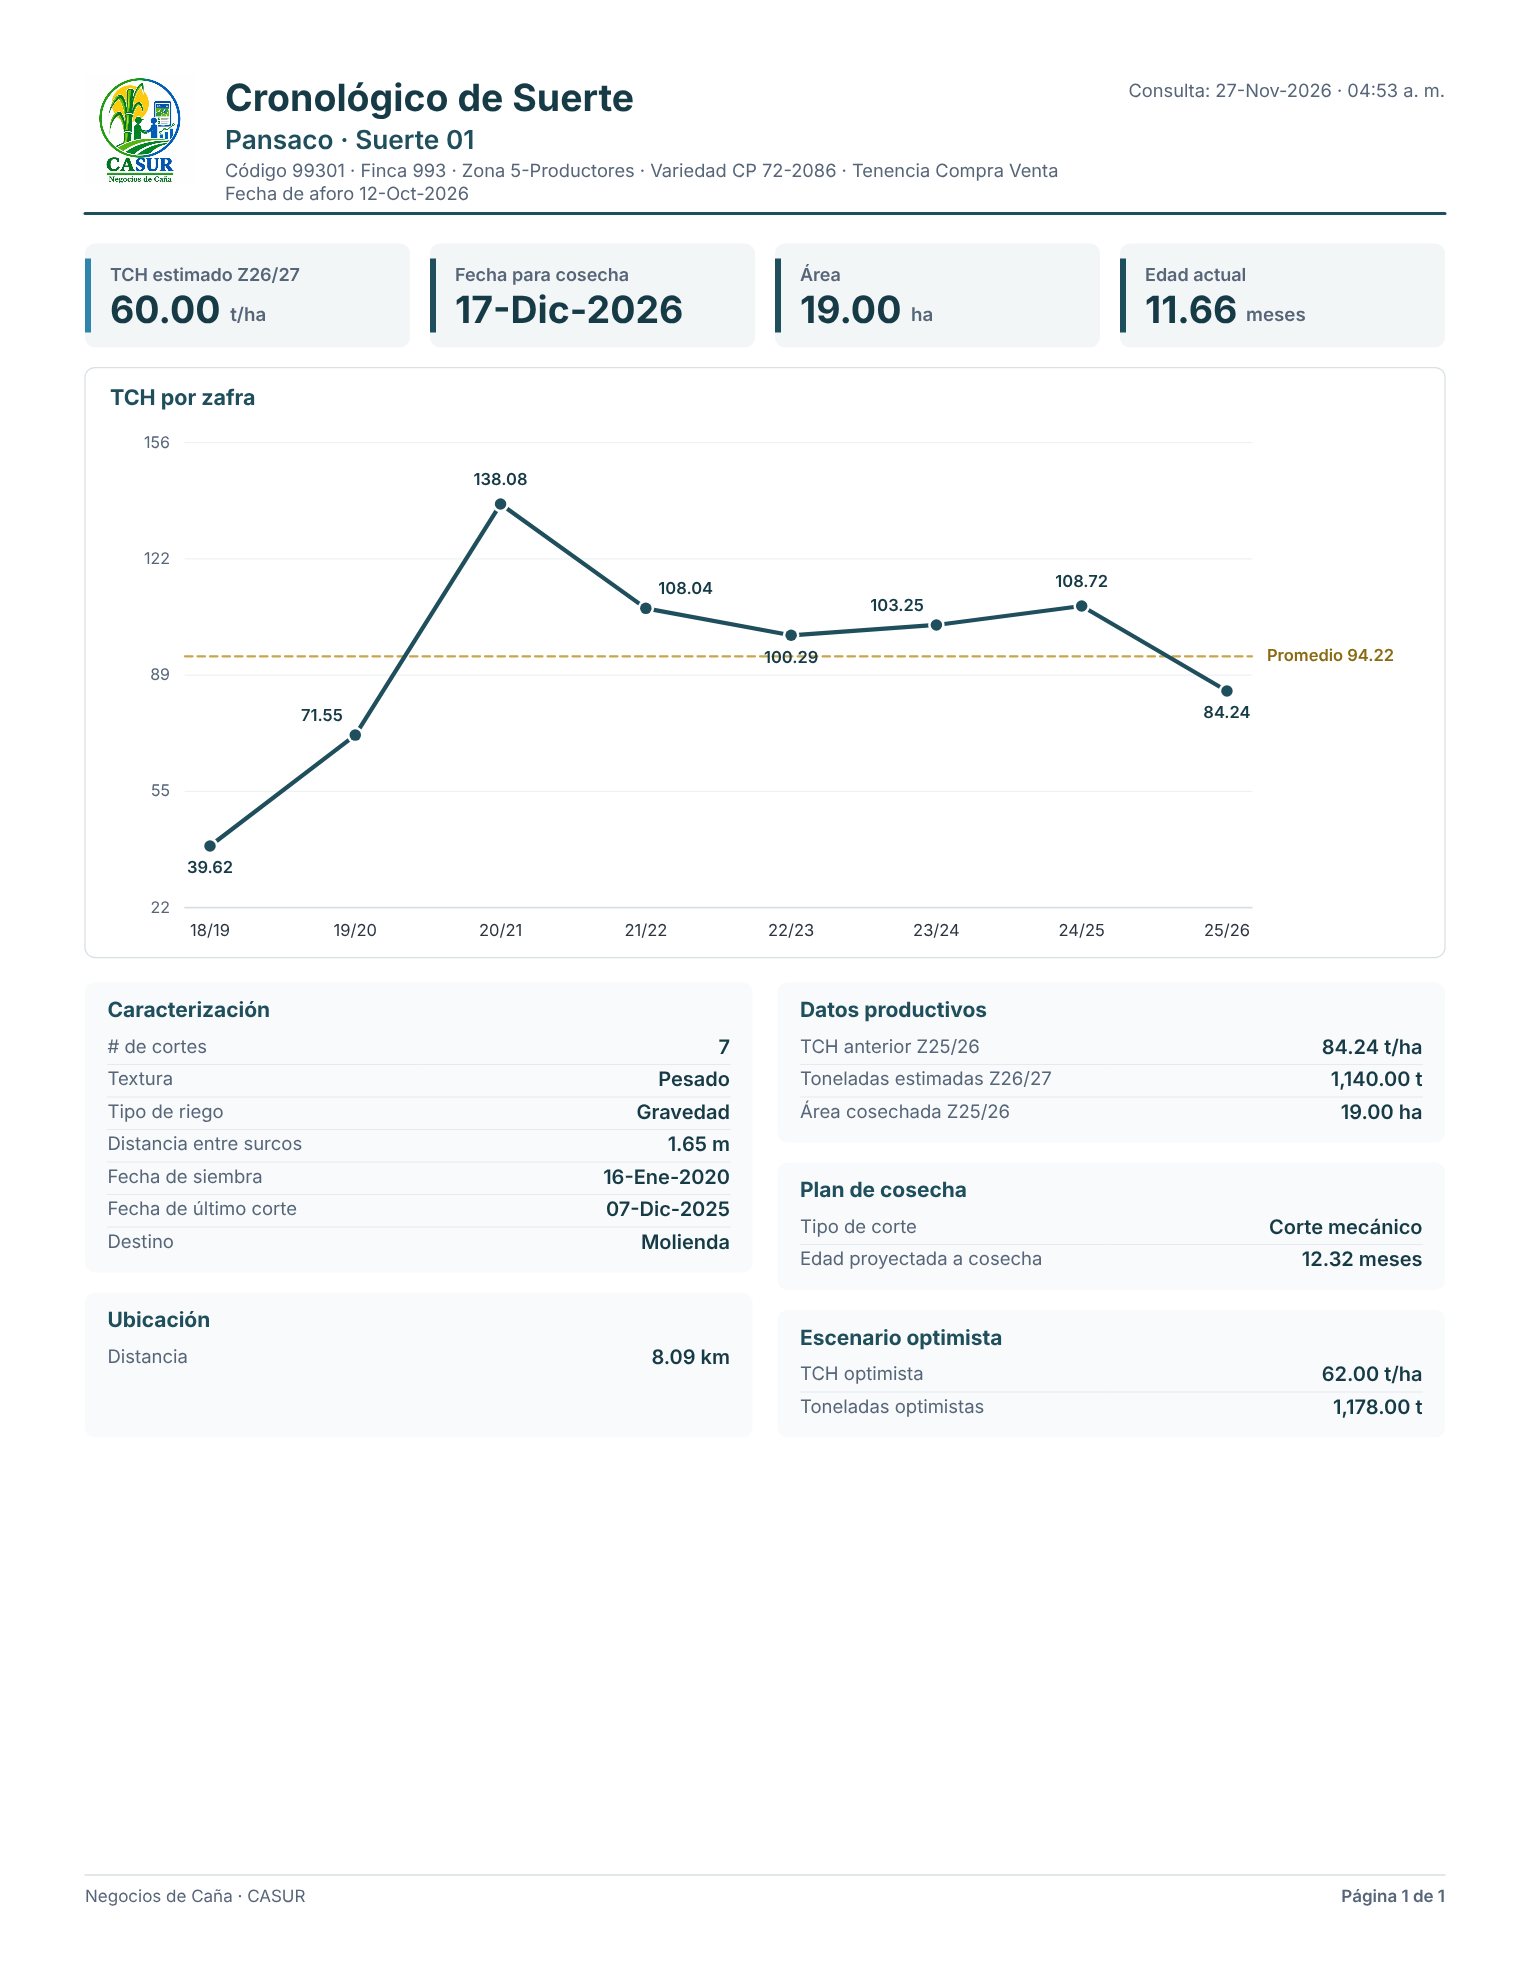 CASUR
Negocios de Caña
Cronológico de Suerte
Pansaco · Suerte 01
Código 99301 · Finca 993 · Zona 5-Productores · Variedad CP 72-2086 · Tenencia Compra Venta
Fecha de aforo 12-Oct-2026
Consulta: 27-Nov-2026 · 04:53 a. m.
TCH estimado Z26/27
60.00 t/ha
Fecha para cosecha
17-Dic-2026
Área
19.00 ha
Edad actual
11.66 meses
TCH por zafra
156
122
89
55
22
39.62
71.55
138.08
108.04
100.29
103.25
108.72
84.24
Promedio 94.22
18/19
19/20
20/21
21/22
22/23
23/24
24/25
25/26
Caracterización
# de cortes 7
Textura Pesado
Tipo de riego Gravedad
Distancia entre surcos 1.65 m
Fecha de siembra 16-Ene-2020
Fecha de último corte 07-Dic-2025
Destino Molienda
Ubicación
Distancia 8.09 km
Datos productivos
TCH anterior Z25/26 84.24 t/ha
Toneladas estimadas Z26/27 1,140.00 t
Área cosechada Z25/26 19.00 ha
Plan de cosecha
Tipo de corte Corte mecánico
Edad proyectada a cosecha 12.32 meses
Escenario optimista
TCH optimista 62.00 t/ha
Toneladas optimistas 1,178.00 t
Negocios de Caña · CASUR
Página 1 de 1